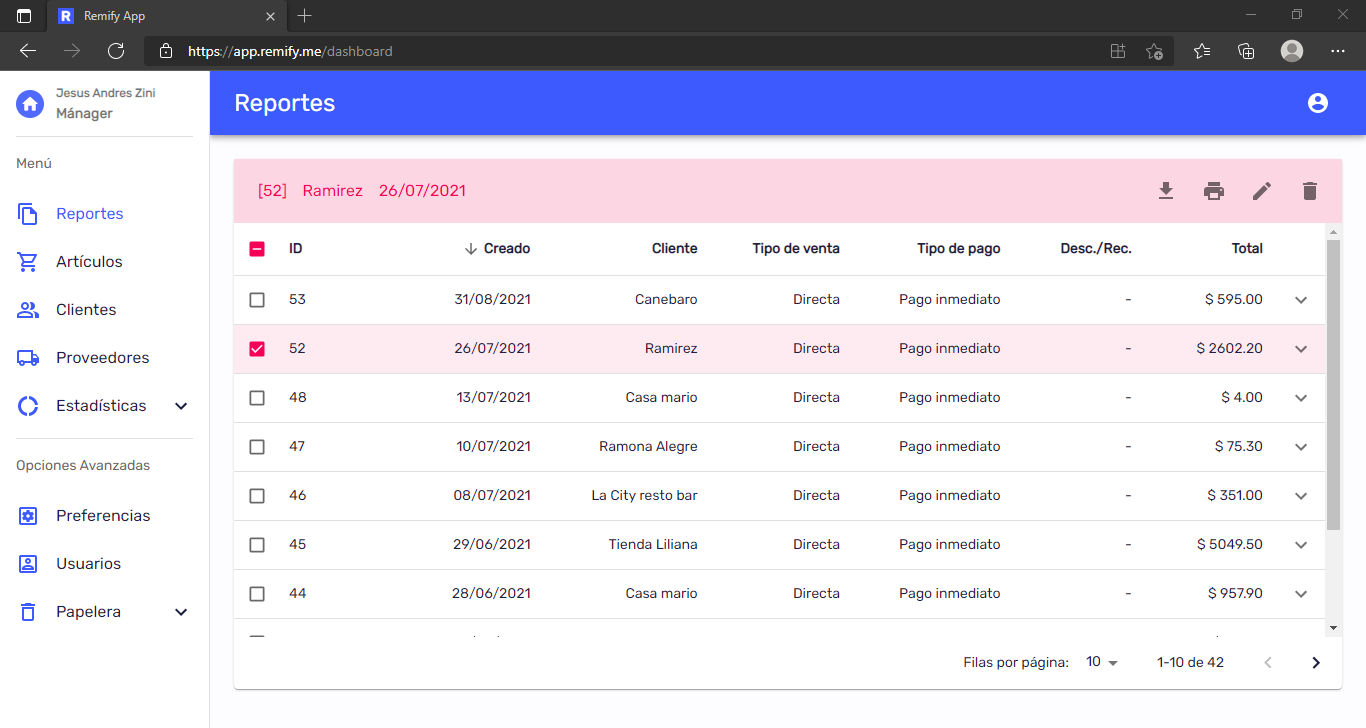 Remify App
https://app.remify.me/dashboard
Jesus Andres Zini
Mánager
Menú
Reportes
Artículos
Clientes
Proveedores
Estadísticas
Opciones Avanzadas
Preferencias
Usuarios
Papelera
Reportes
[52] Ramirez 26/07/2021
ID Creado Cliente Tipo de venta Tipo de pago Desc./Rec. Total
53 31/08/2021 Canebaro Directa Pago inmediato - $ 595.00
52 26/07/2021 Ramirez Directa Pago inmediato - $ 2602.20
48 13/07/2021 Casa mario Directa Pago inmediato - $ 4.00
47 10/07/2021 Ramona Alegre Directa Pago inmediato - $ 75.30
46 08/07/2021 La City resto bar Directa Pago inmediato - $ 351.00
45 29/06/2021 Tienda Liliana Directa Pago inmediato - $ 5049.50
44 28/06/2021 Casa mario Directa Pago inmediato - $ 957.90
Filas por página: 10 1-10 de 42